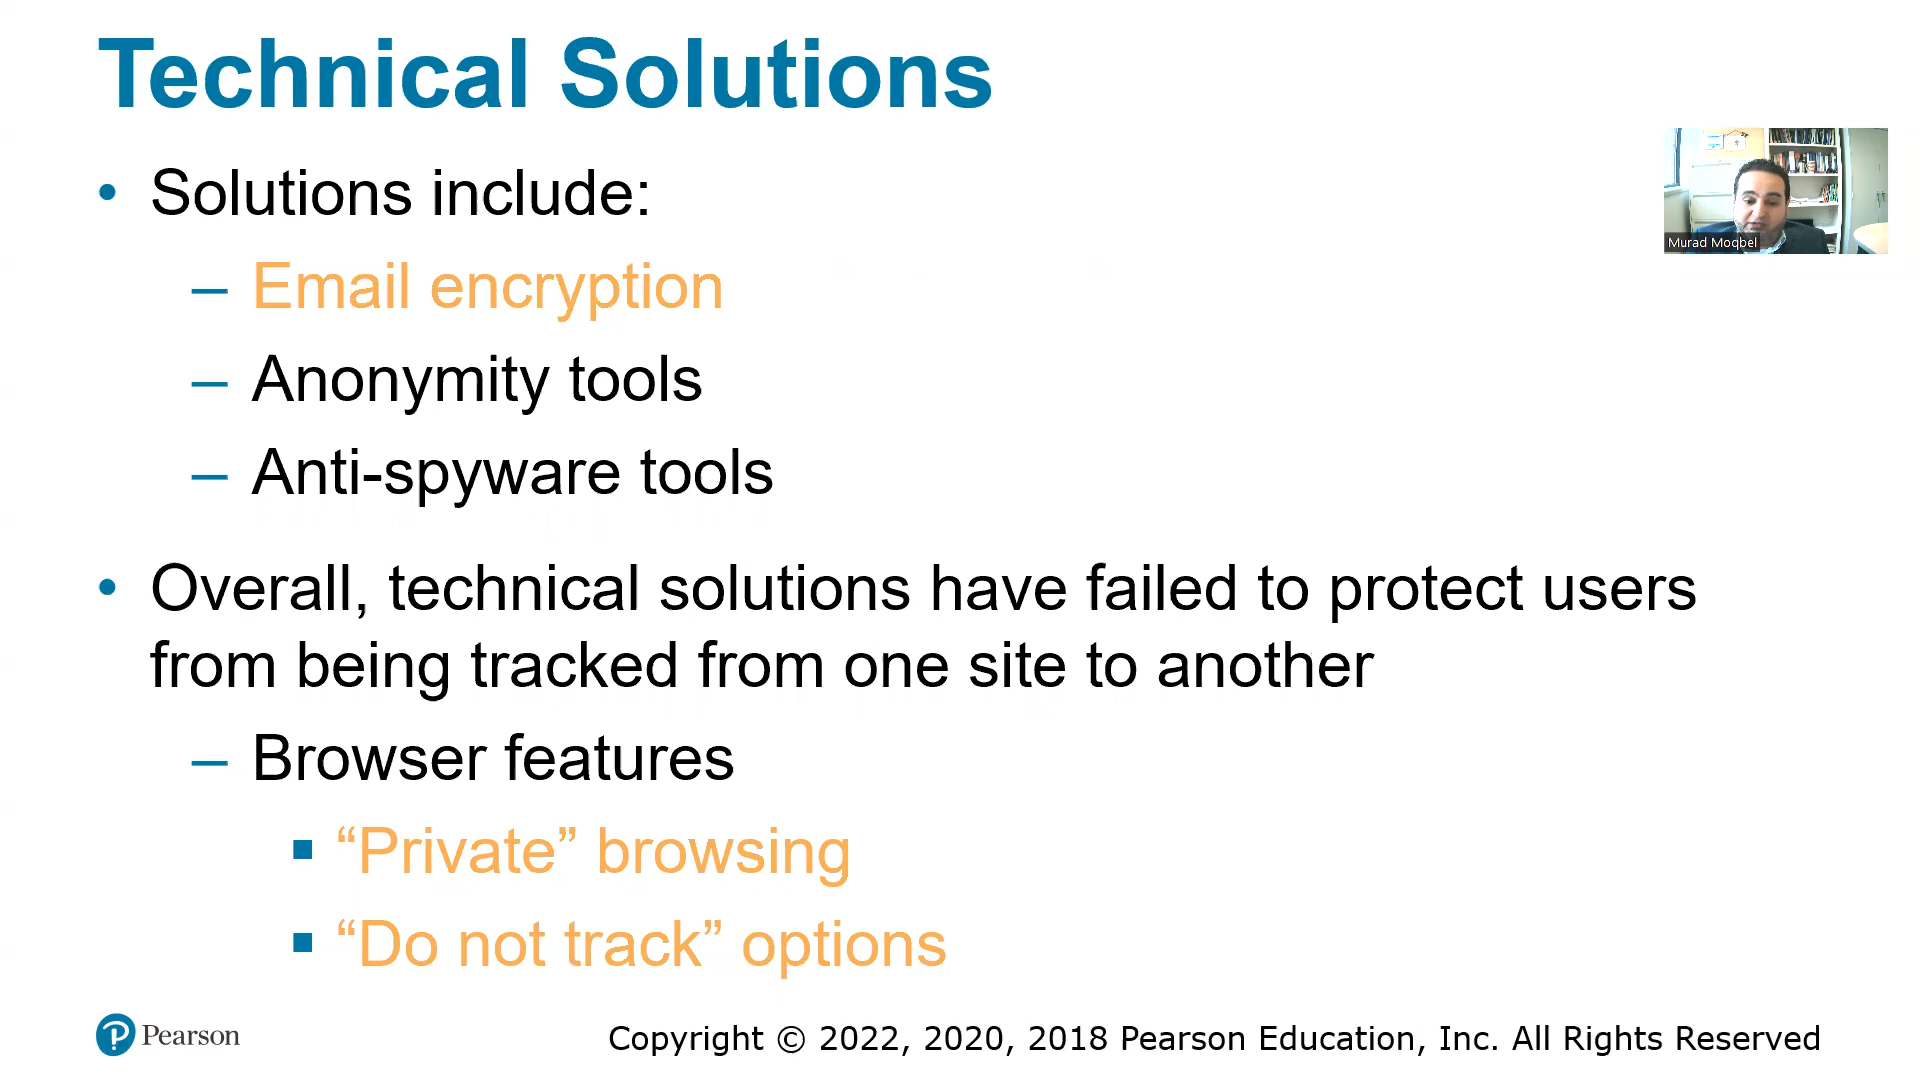 Technical Solutions
• Solutions include:
– Email encryption
– Anonymity tools
– Anti-spyware tools
• Overall, technical solutions have failed to protect users
from being tracked from one site to another
– Browser features
▪ “Private” browsing
▪ “Do not track” options
Murad Moqbel
Pearson
Copyright © 2022, 2020, 2018 Pearson Education, Inc. All Rights Reserved